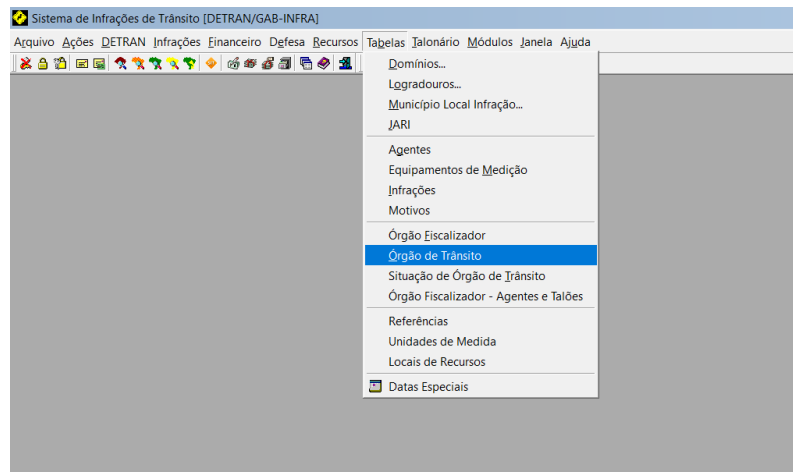 Sistema de Infrações de Trânsito [DETRAN/GAB-INFRA]
Arquivo Ações DETRAN Infrações Financeiro Defesa Recursos Tabelas Talonário Módulos Janela Ajuda
Domínios...
Logradouros...
Município Local Infração...
JARI
Agentes
Equipamentos de Medição
Infrações
Motivos
Órgão Fiscalizador
Órgão de Trânsito
Situação de Órgão de Trânsito
Órgão Fiscalizador - Agentes e Talões
Referências
Unidades de Medida
Locais de Recursos
Datas Especiais